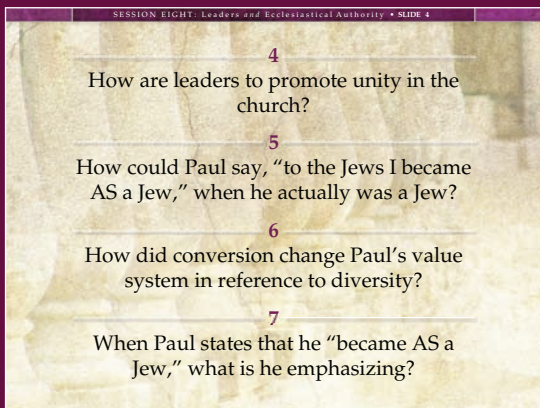 SESSION EIGHT: Leaders and Ecclesiastical Authority • SLIDE 4
4
How are leaders to promote unity in the
church?
5
How could Paul say, “to the Jews I became
AS a Jew,” when he actually was a Jew?
6
How did conversion change Paul’s value
system in reference to diversity?
7
When Paul states that he “became AS a
Jew,” what is he emphasizing?